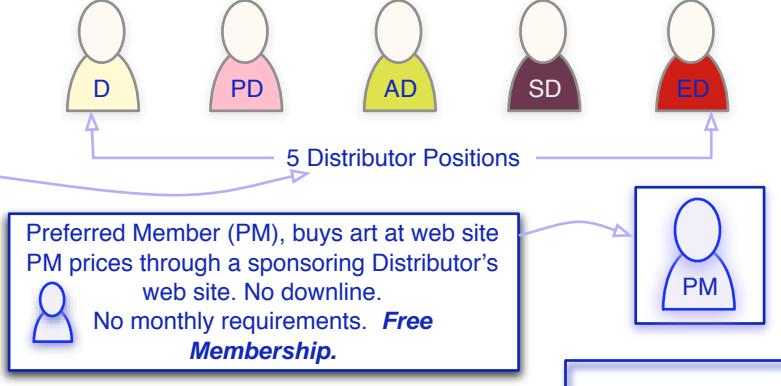 D
PD
AD
SD
ED
5 Distributor Positions
Preferred Member (PM), buys art at web site
PM prices through a sponsoring Distributor's
web site. No downline.
No monthly requirements. Free
Membership.
PM